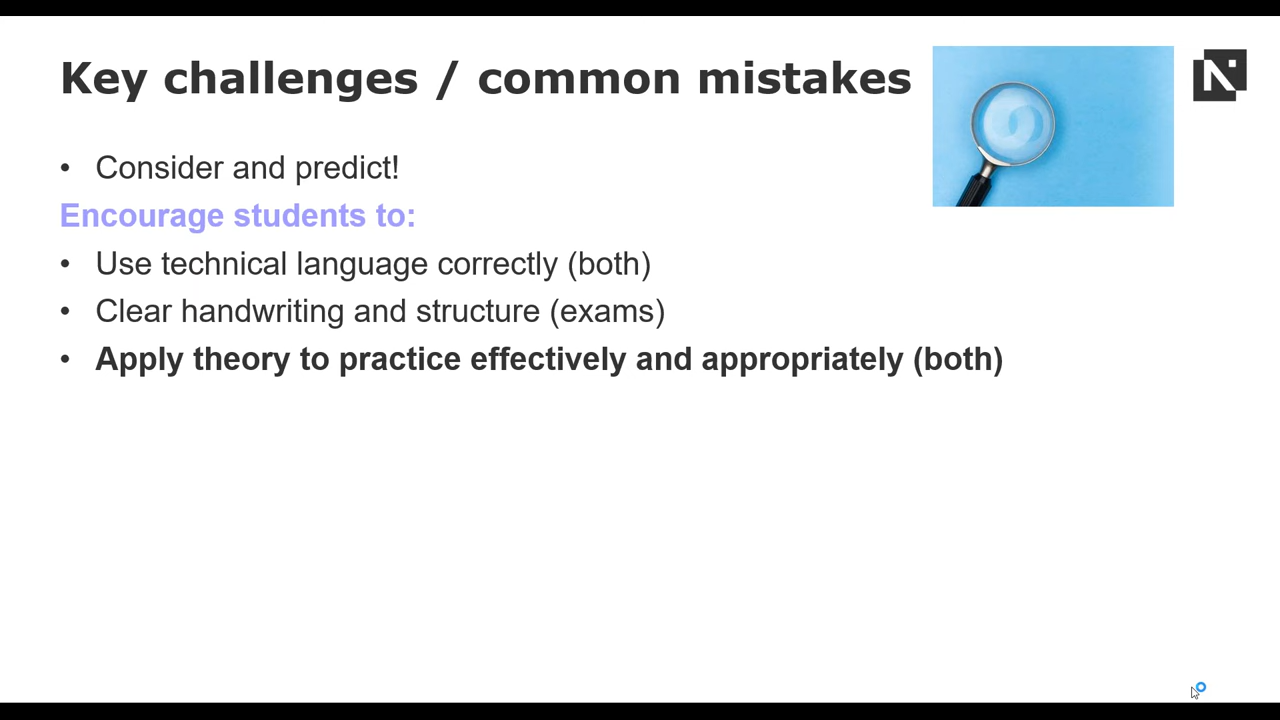 Key challenges / common mistakes
• Consider and predict!
Encourage students to:
• Use technical language correctly (both)
• Clear handwriting and structure (exams)
• Apply theory to practice effectively and appropriately (both)